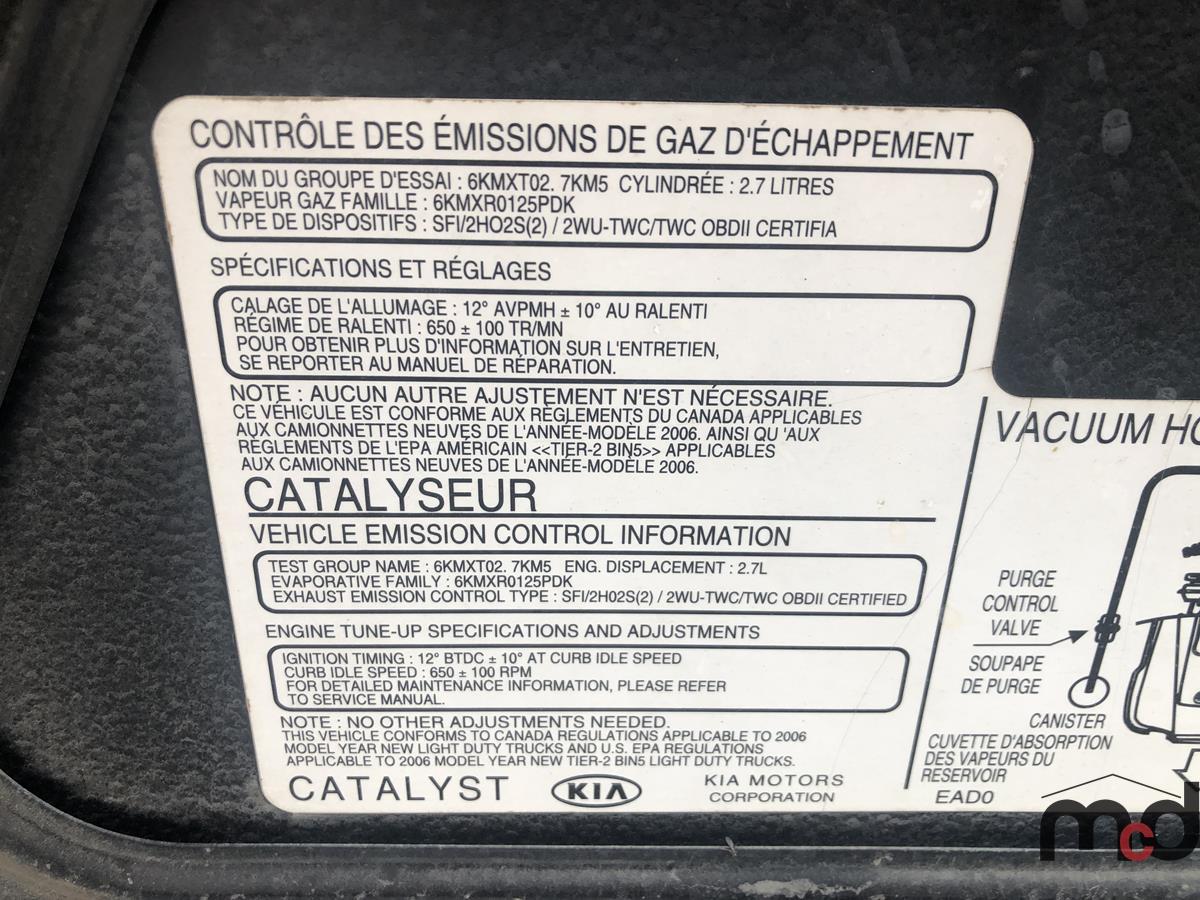 CONTRÔLE DES ÉMISSIONS DE GAZ D'ÉCHAPPEMENT
NOM DU GROUPE D'ESSAI : 6KMXT02. 7KM5 CYLINDRÉE : 2.7 LITRES
VAPEUR GAZ FAMILLE : 6KMXR0125PDK
TYPE DE DISPOSITIFS : SFI/2HO2S(2) / 2WU-TWC/TWC OBDII CERTIFIA
SPÉCIFICATIONS ET RÉGLAGES
CALAGE DE L'ALLUMAGE : 12° AVPMH ± 10° AU RALENTI
RÉGIME DE RALENTI : 650 ± 100 TR/MN
POUR OBTENIR PLUS D'INFORMATION SUR L'ENTRETIEN,
SE REPORTER AU MANUEL DE RÉPARATION.
NOTE : AUCUN AUTRE AJUSTEMENT N'EST NÉCESSAIRE.
CE VÉHICULE EST CONFORME AUX RÈGLEMENTS DU CANADA APPLICABLES
AUX CAMIONNETTES NEUVES DE L'ANNÉE-MODÈLE 2006. AINSI QU 'AUX
RÈGLEMENTS DE L'EPA AMÉRICAIN <<TIER-2 BIN5>> APPLICABLES
AUX CAMIONNETTES NEUVES DE L'ANNÉE-MODÈLE 2006.
CATALYSEUR
VEHICLE EMISSION CONTROL INFORMATION
TEST GROUP NAME : 6KMXT02. 7KM5 ENG. DISPLACEMENT : 2.7L
EVAPORATIVE FAMILY : 6KMXR0125PDK
EXHAUST EMISSION CONTROL TYPE : SFI/2H02S(2) / 2WU-TWC/TWC OBDII CERTIFIED
ENGINE TUNE-UP SPECIFICATIONS AND ADJUSTMENTS
IGNITION TIMING : 12° BTDC ± 10° AT CURB IDLE SPEED
CURB IDLE SPEED : 650 ± 100 RPM
FOR DETAILED MAINTENANCE INFORMATION, PLEASE REFER
TO SERVICE MANUAL.
NOTE : NO OTHER ADJUSTMENTS NEEDED.
THIS VEHICLE CONFORMS TO CANADA REGULATIONS APPLICABLE TO 2006
MODEL YEAR NEW LIGHT DUTY TRUCKS AND U.S. EPA REGULATIONS
APPLICABLE TO 2006 MODEL YEAR NEW TIER-2 BIN5 LIGHT DUTY TRUCKS.
CATALYST
KIA
KIA MOTORS
CORPORATION
VACUUM HO
PURGE
CONTROL
VALVE
SOUPAPE
DE PURGE
CANISTER
CUVETTE D'ABSORPTION
DES VAPEURS DU
RESERVOIR
EAD0
mcd